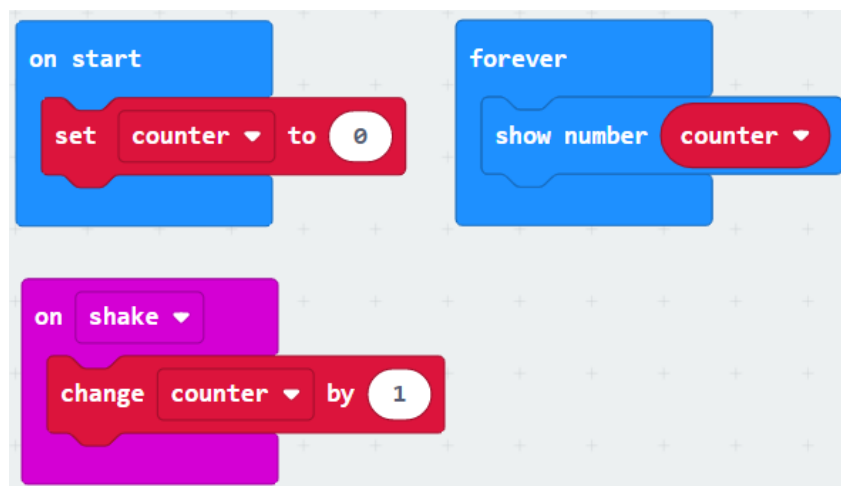 on start
set counter to 0
forever
show number counter
on shake
change counter by 1